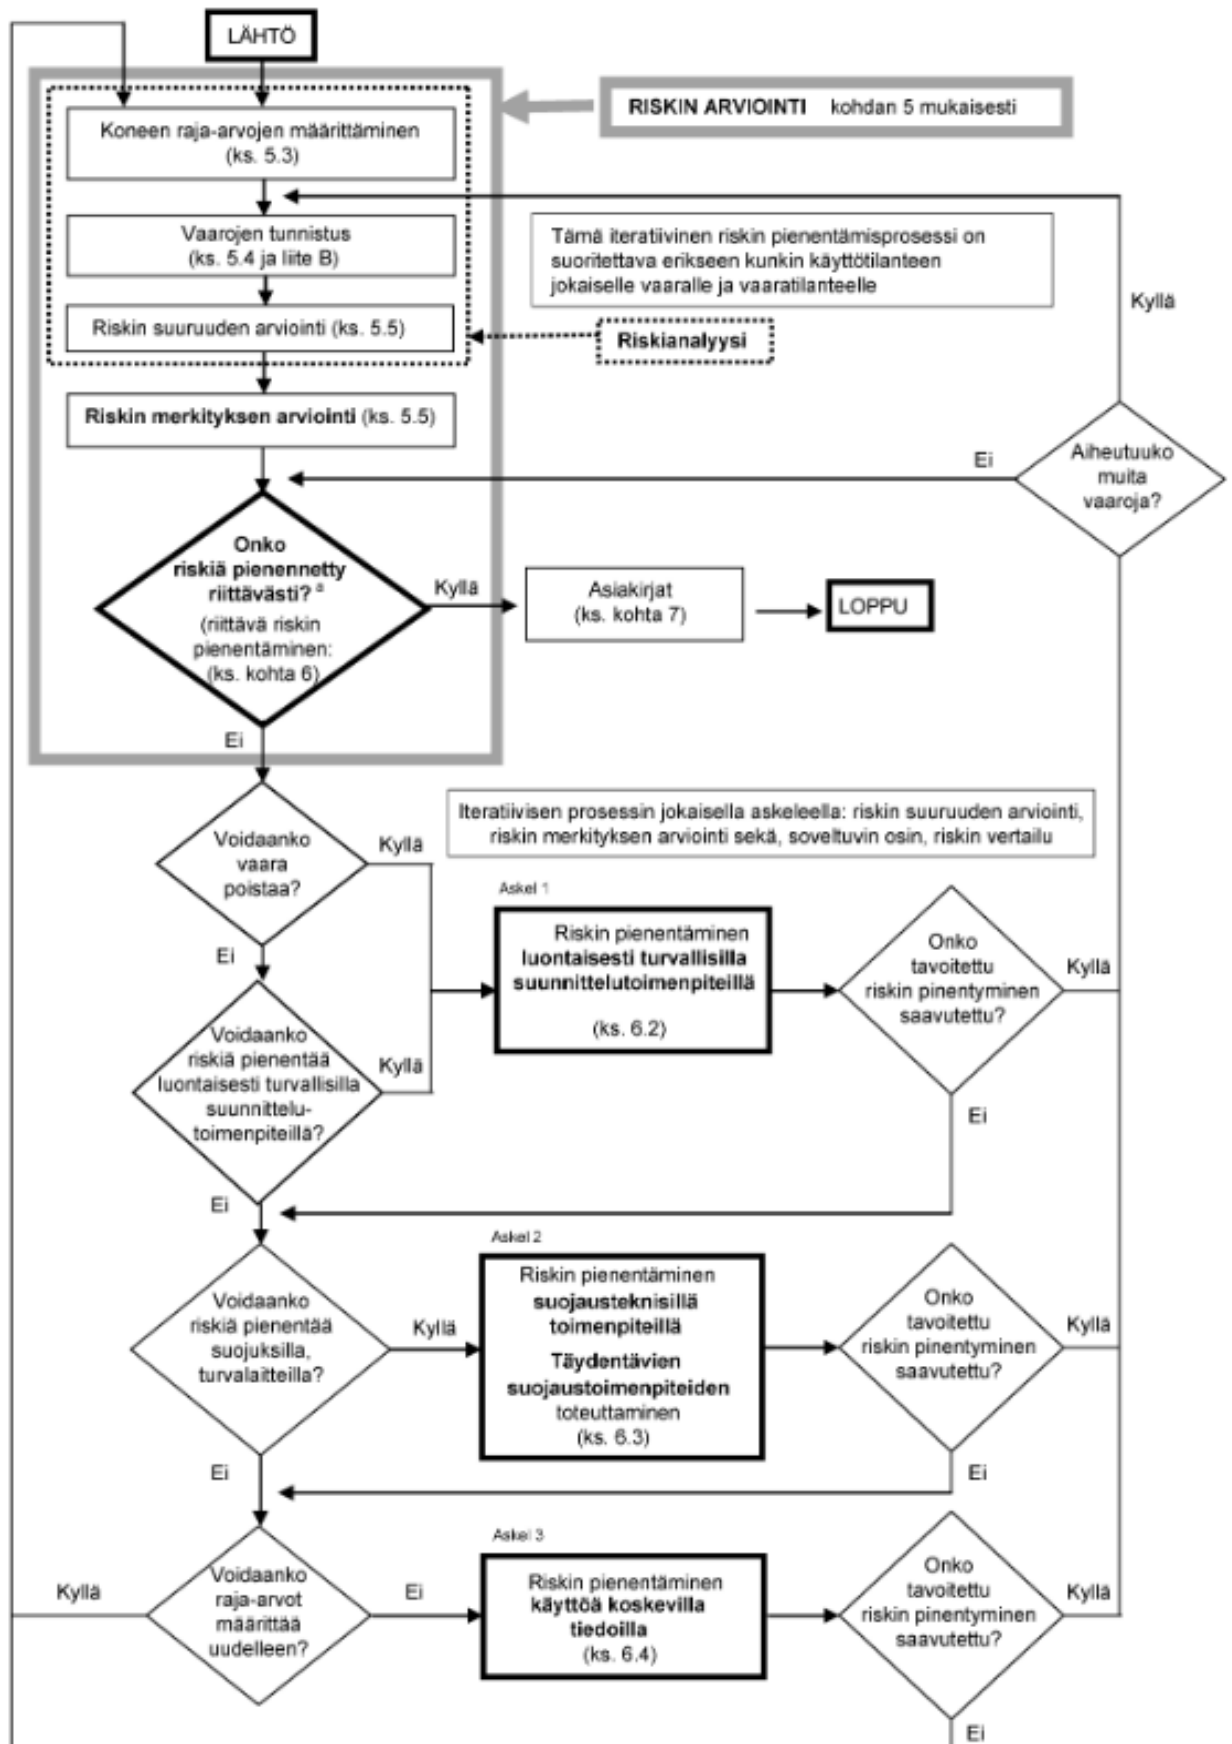 LÄHTÖ
RISKIN ARVIOINTI kohdan 5 mukaisesti
Koneen raja-arvojen määrittäminen
(ks. 5.3)
Vaarojen tunnistus
(ks. 5.4 ja liite B)
Tämä iteratiivinen riskin pienentämisprosessi on
suoritettava erikseen kunkin käyttötilanteen
jokaiselle vaaralle ja vaaratilanteelle
Kyllä
Riskin suuruuden arviointi (ks. 5.5)
Riskianalyysi
Riskin merkityksen arviointi (ks. 5.5)
Ei
Aiheutuuko
muita
vaaroja?
Onko
riskiä pienennetty
riittävästi? a
(riittävä riskin
pienentäminen:
(ks. kohta 6)
Kyllä
Asiakirjat
(ks. kohta 7)
LOPPU
Ei
Iteratiivisen prosessin jokaisella askeleella: riskin suuruuden arviointi,
riskin merkityksen arviointi sekä, soveltuvin osin, riskin vertailu
Voidaanko
vaara
poistaa?
Kyllä
Ei
Askel 1
Riskin pienentäminen
luontaisesti turvallisilla
suunnittelutoimenpiteillä
(ks. 6.2)
Onko
tavoitettu
riskin pinentyminen
saavutettu?
Kyllä
Ei
Voidaanko
riskiä pienentää
luontaisesti turvallisilla
suunnittelu-
toimenpiteillä?
Kyllä
Ei
Askel 2
Voidaanko
riskiä pienentää
suojuksilla,
turvalaitteilla?
Kyllä
Riskin pienentäminen
suojausteknisillä
toimenpiteillä
Täydentävien
suojaustoimenpiteiden
toteuttaminen
(ks. 6.3)
Onko
tavoitettu
riskin pinentyminen
saavutettu?
Kyllä
Ei
Ei
Askel 3
Kyllä
Voidaanko
raja-arvot
määrittää
uudelleen?
Ei
Riskin pienentäminen
käyttöä koskevilla
tiedoilla
(ks. 6.4)
Onko
tavoitettu
riskin pinentyminen
saavutettu?
Kyllä
Ei